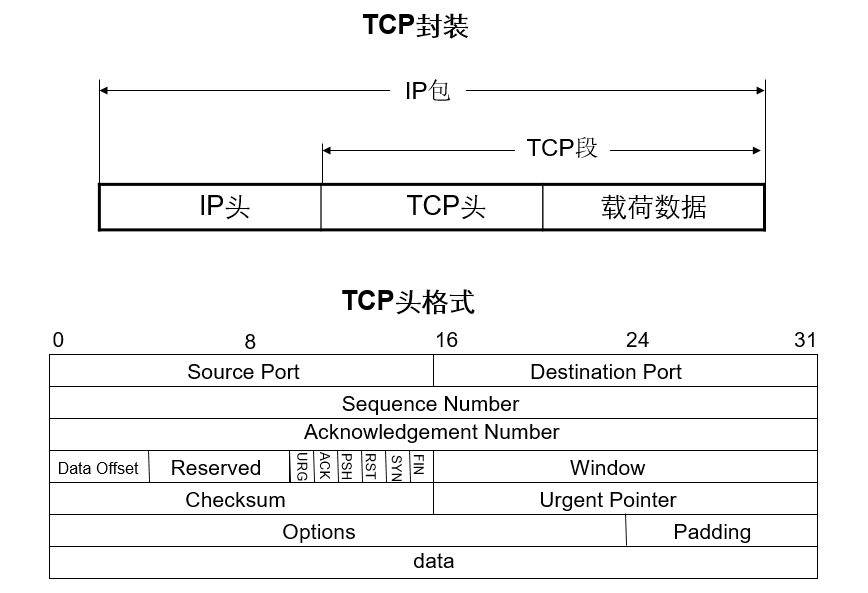 TCP封装
IP包
TCP段
IP头 TCP头 载荷数据
TCP头格式
0 8 16 24 31
Source Port Destination Port
Sequence Number
Acknowledgement Number
Data Offset Reserved URG ACK PSH RST SYN FIN Window
Checksum Urgent Pointer
Options Padding
data